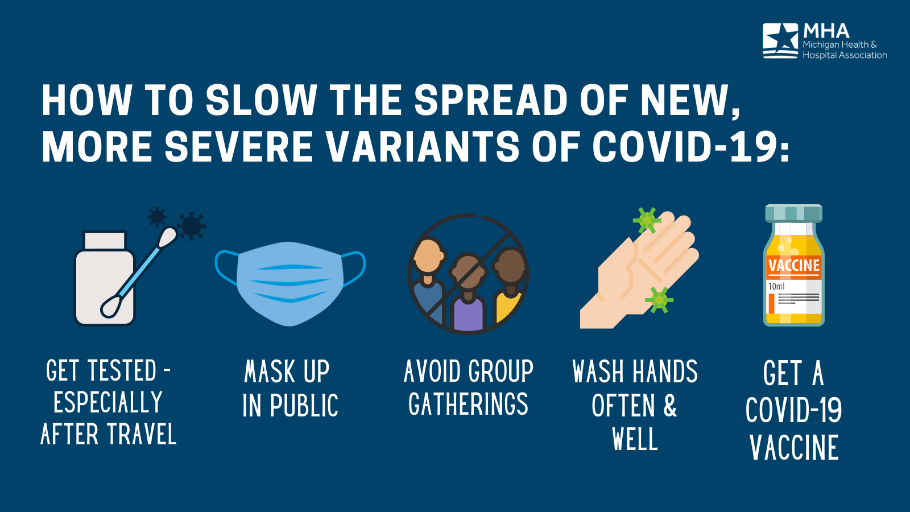 MHA
Michigan Health &
Hospital Association
HOW TO SLOW THE SPREAD OF NEW,
MORE SEVERE VARIANTS OF COVID-19:
VACCINE
10ml
GET TESTED -
ESPECIALLY
AFTER TRAVEL
MASK UP
IN PUBLIC
AVOID GROUP
GATHERINGS
WASH HANDS
OFTEN &
WELL
GET A
COVID-19
VACCINE